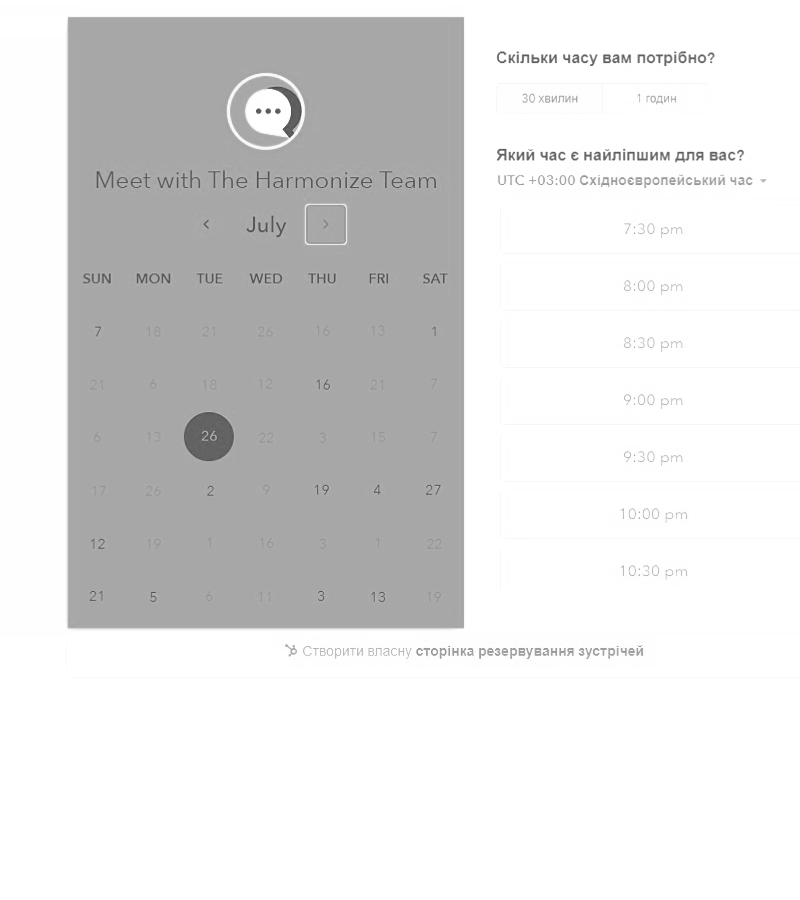 Meet with The Harmonize Team
July
SUN MON TUE WED THU FRI SAT
7 18 21 26 16 13 1
21 6 18 12 16 21 7
6 13 26 22 3 15 7
17 26 2 9 19 4 27
12 19 1 16 3 1 22
21 5 6 11 3 13 19
Скільки часу вам потрібно?
30 хвилин 1 годин
Який час є найліпшим для вас?
UTC +03:00 Східноєвропейський час
7:30 pm
8:00 pm
8:30 pm
9:00 pm
9:30 pm
10:00 pm
10:30 pm
Створити власну сторінка резервування зустрічей